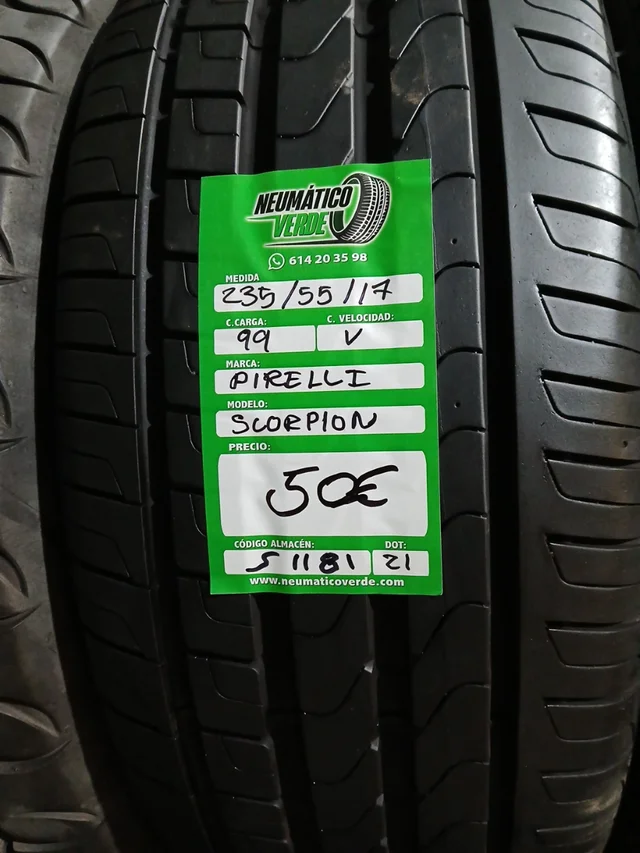 NEUMÁTICO
VERDE
614 20 35 98
MEDIDA
235/55/17
C.CARGA: C. VELOCIDAD:
99 V
MARCA:
PIRELLI
MODELO:
SCORPION
PRECIO:
50€
CÓDIGO ALMACÉN: DOT:
S1181 21
www.neumaticoverde.com